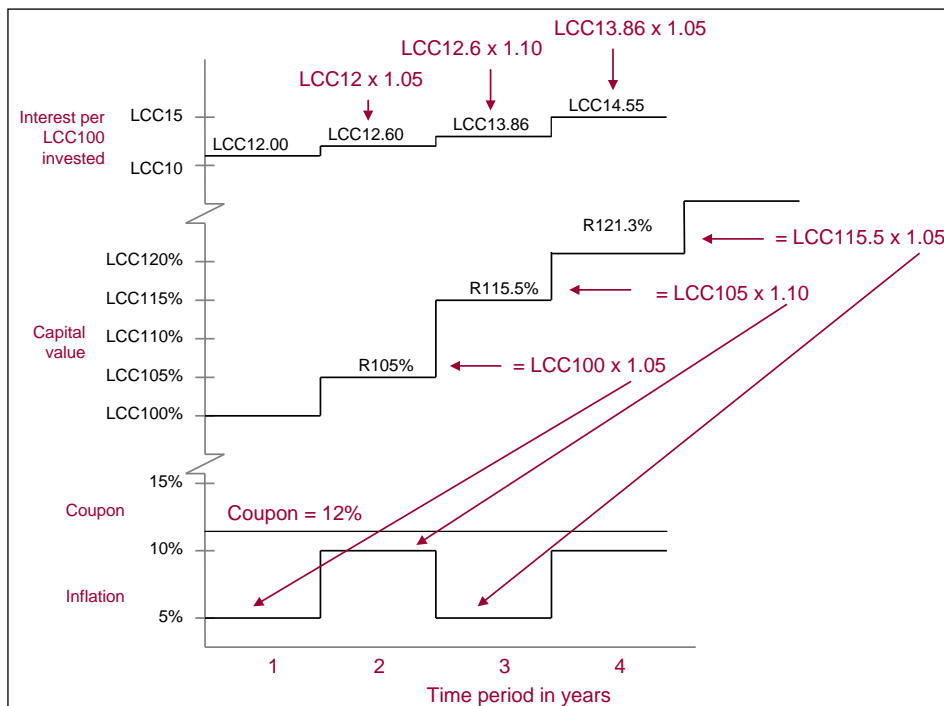 LCC13.86 x 1.05
LCC12.6 x 1.10
LCC12 x 1.05
Interest per
LCC100
invested
LCC15
LCC10
LCC12.00
LCC12.60
LCC13.86
LCC14.55
Capital
value
LCC120%
LCC115%
LCC110%
LCC105%
LCC100%
R105%
R115.5%
R121.3%
= LCC115.5 x 1.05
= LCC105 x 1.10
= LCC100 x 1.05
15%
Coupon
Coupon = 12%
10%
Inflation
5%
1 2 3 4
Time period in years